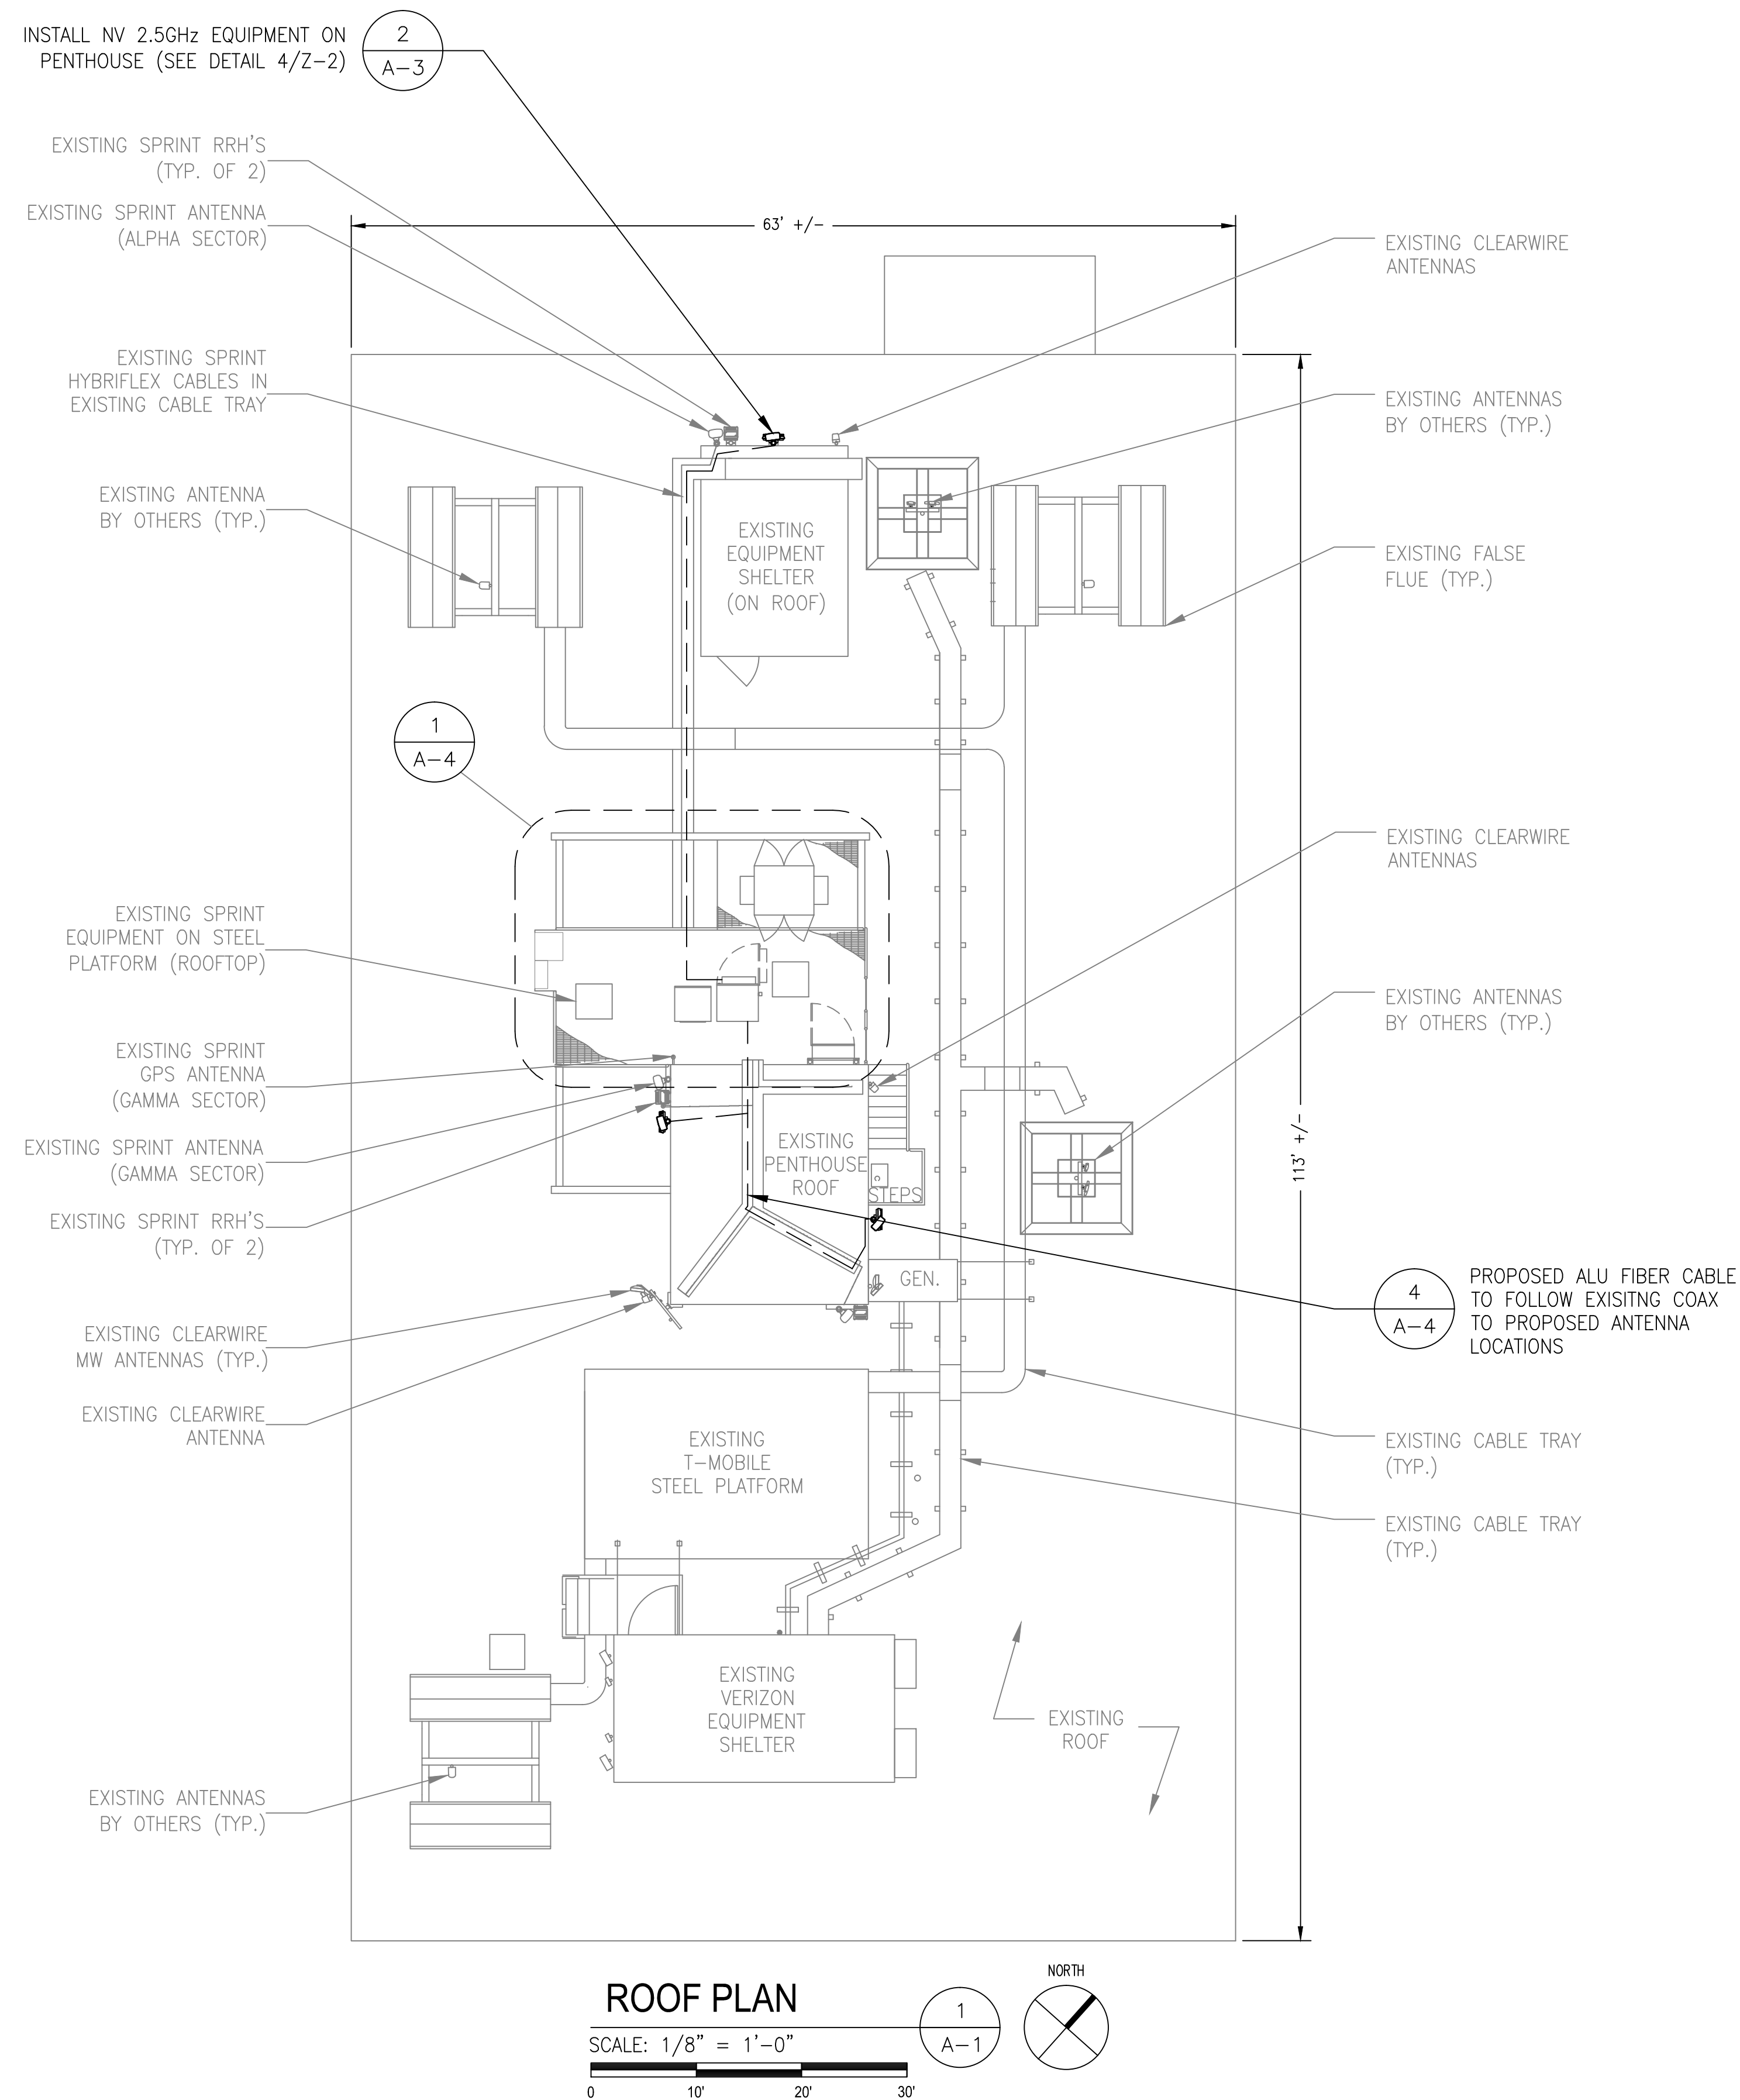 INSTALL NV 2.5GHz EQUIPMENT ON
PENTHOUSE (SEE DETAIL 4/Z-2)
2
A-3
EXISTING SPRINT RRH'S
(TYP. OF 2)
EXISTING SPRINT ANTENNA
(ALPHA SECTOR)
63' +/-
EXISTING CLEARWIRE
ANTENNAS
EXISTING SPRINT
HYBRIFLEX CABLES IN
EXISTING CABLE TRAY
EXISTING ANTENNAS
BY OTHERS (TYP.)
EXISTING ANTENNA
BY OTHERS (TYP.)
EXISTING
EQUIPMENT
SHELTER
(ON ROOF)
EXISTING FALSE
FLUE (TYP.)
1
A-4
EXISTING CLEARWIRE
ANTENNAS
EXISTING SPRINT
EQUIPMENT ON STEEL
PLATFORM (ROOFTOP)
EXISTING ANTENNAS
BY OTHERS (TYP.)
EXISTING SPRINT
GPS ANTENNA
(GAMMA SECTOR)
EXISTING SPRINT ANTENNA
(GAMMA SECTOR)
EXISTING
PENTHOUSE
ROOF
STEPS
113' +/-
EXISTING SPRINT RRH'S
(TYP. OF 2)
GEN.
4
A-4
PROPOSED ALU FIBER CABLE
TO FOLLOW EXISITNG COAX
TO PROPOSED ANTENNA
LOCATIONS
EXISTING CLEARWIRE
MW ANTENNAS (TYP.)
EXISTING CLEARWIRE
ANTENNA
EXISTING
T-MOBILE
STEEL PLATFORM
EXISTING CABLE TRAY
(TYP.)
EXISTING CABLE TRAY
(TYP.)
EXISTING
VERIZON
EQUIPMENT
SHELTER
EXISTING
ROOF
EXISTING ANTENNAS
BY OTHERS (TYP.)
ROOF PLAN
SCALE: 1/8" = 1'-0"
1
A-1
NORTH
0 10' 20' 30'